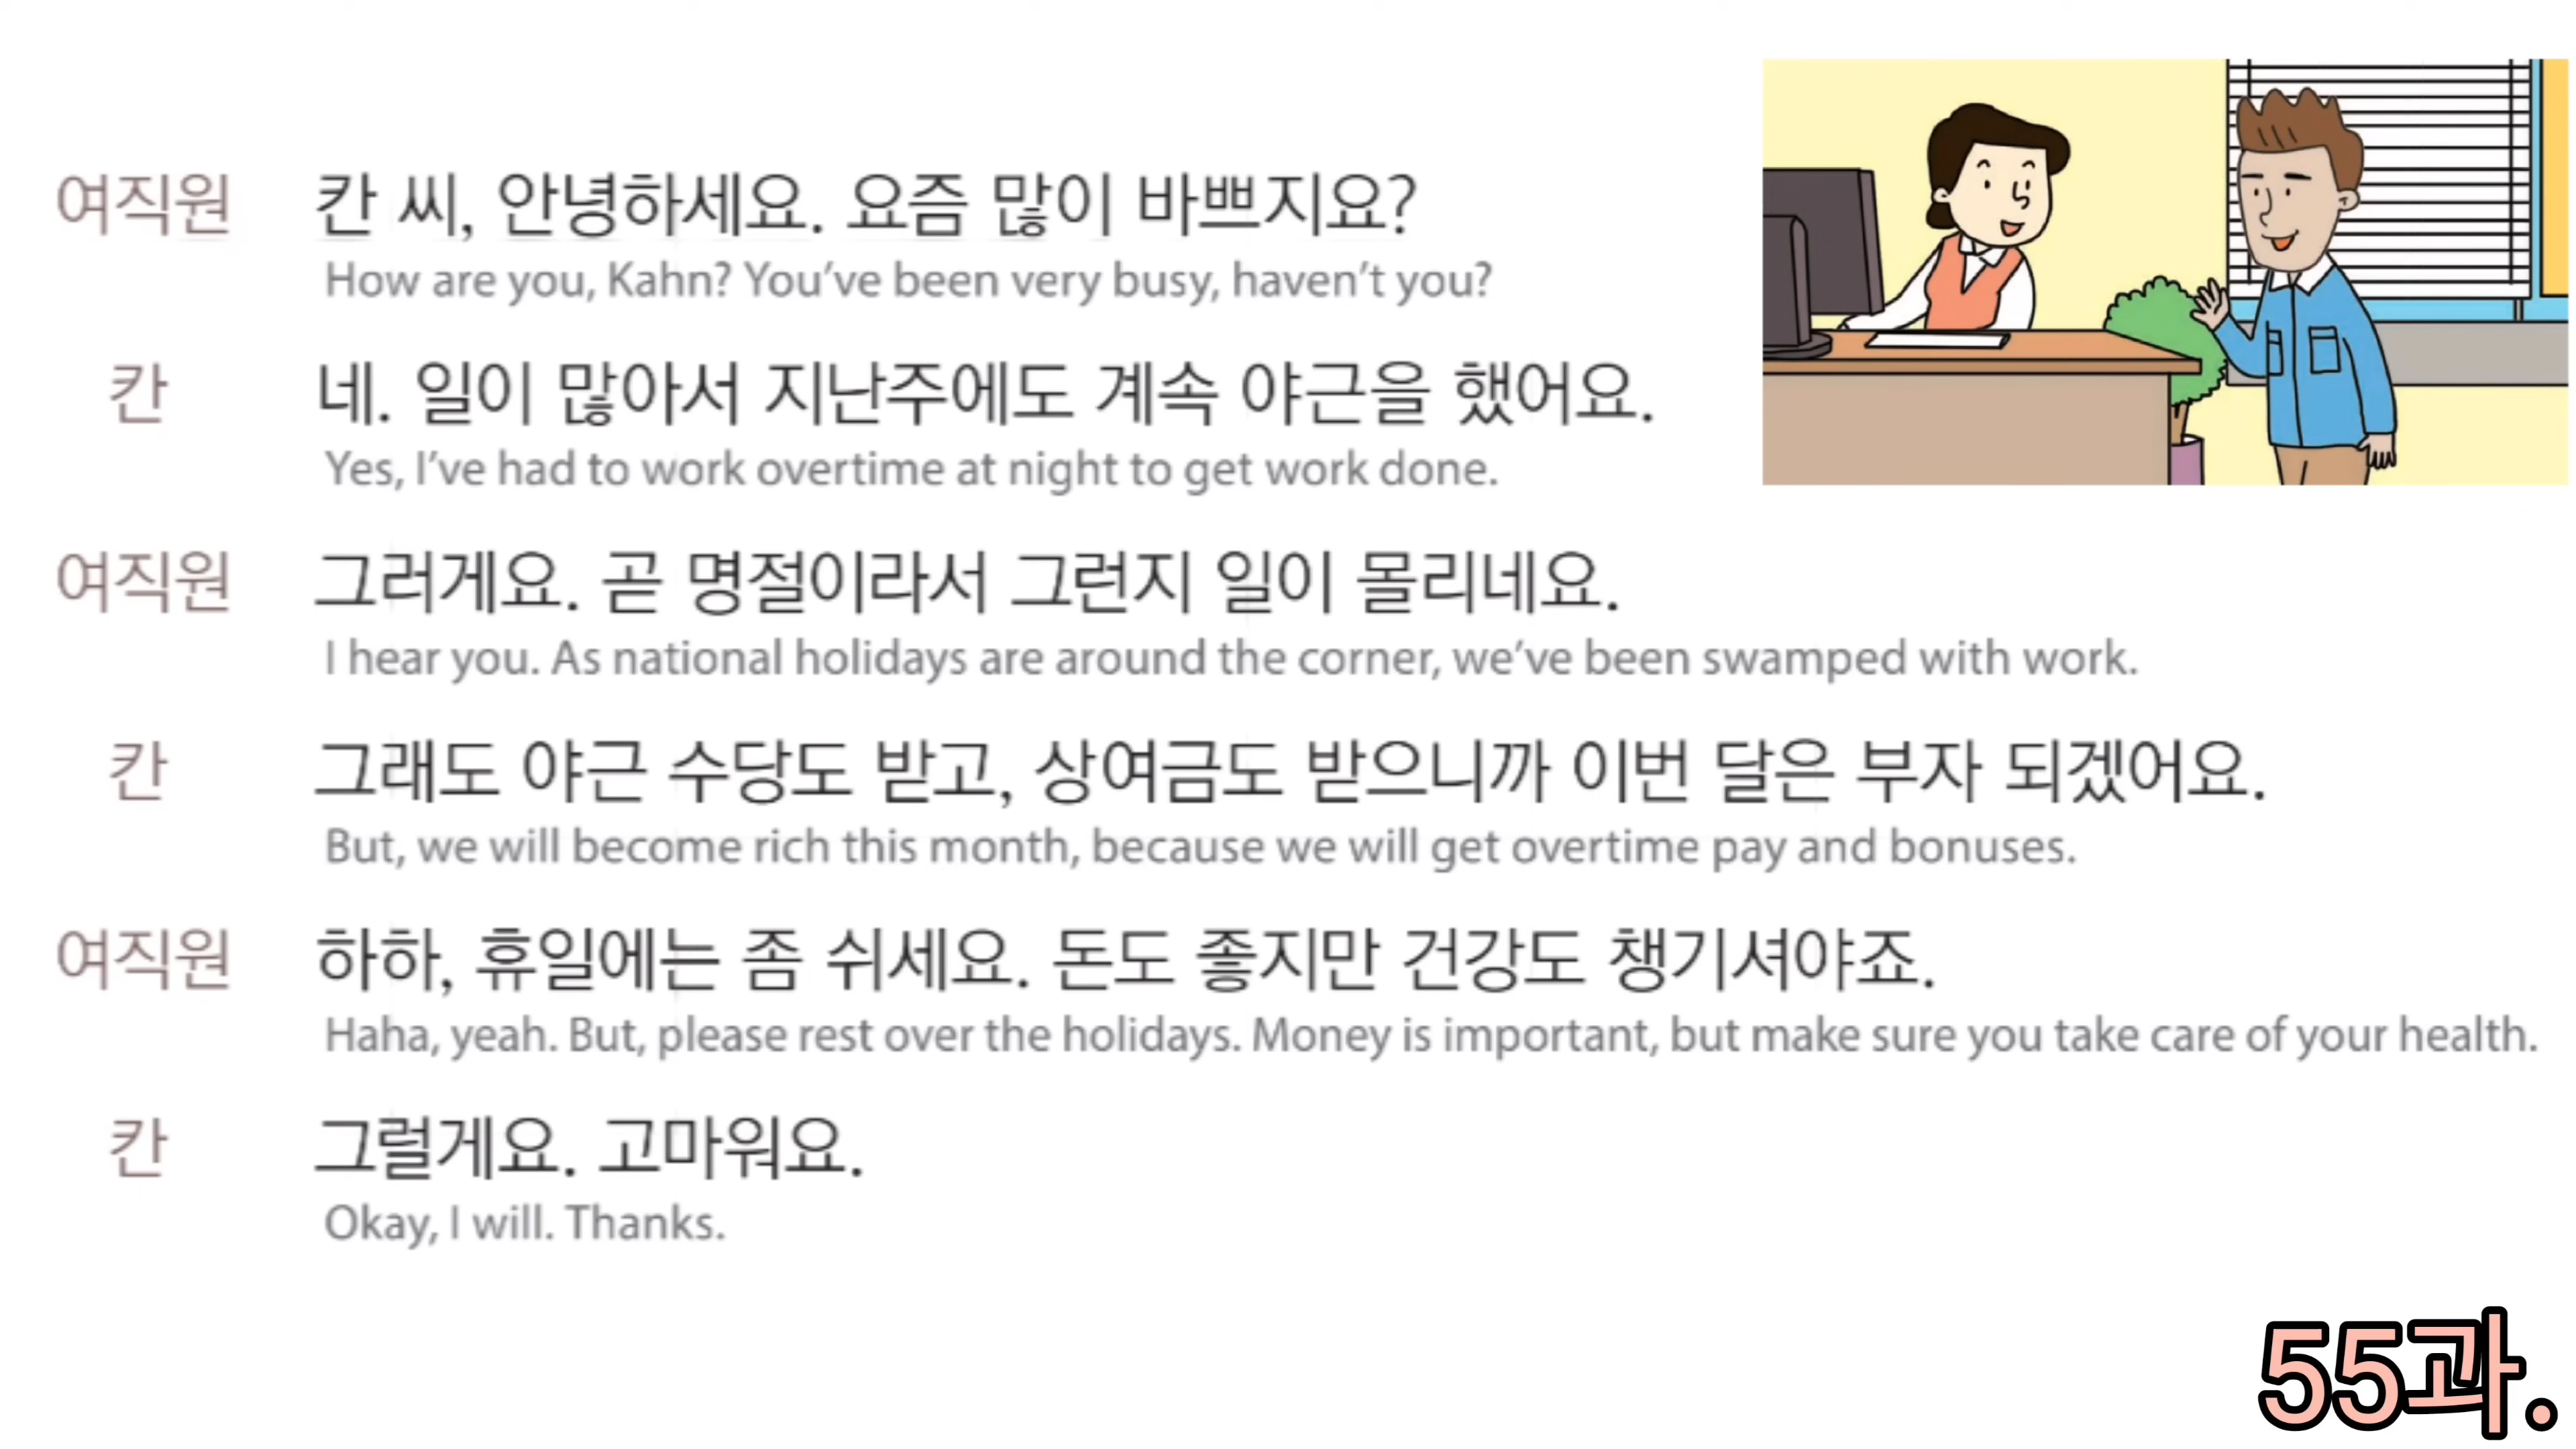 여직원 칸 씨, 안녕하세요. 요즘 많이 바쁘지요?
How are you, Kahn? You’ve been very busy, haven’t you?
칸 네. 일이 많아서 지난주에도 계속 야근을 했어요.
Yes, I’ve had to work overtime at night to get work done.
여직원 그러게요. 곧 명절이라서 그런지 일이 몰리네요.
I hear you. As national holidays are around the corner, we’ve been swamped with work.
칸 그래도 야근 수당도 받고, 상여금도 받으니까 이번 달은 부자 되겠어요.
But, we will become rich this month, because we will get overtime pay and bonuses.
여직원 하하, 휴일에는 좀 쉬세요. 돈도 좋지만 건강도 챙기셔야죠.
Haha, yeah. But, please rest over the holidays. Money is important, but make sure you take care of your health.
칸 그럴게요. 고마워요.
Okay, I will. Thanks.
55과.